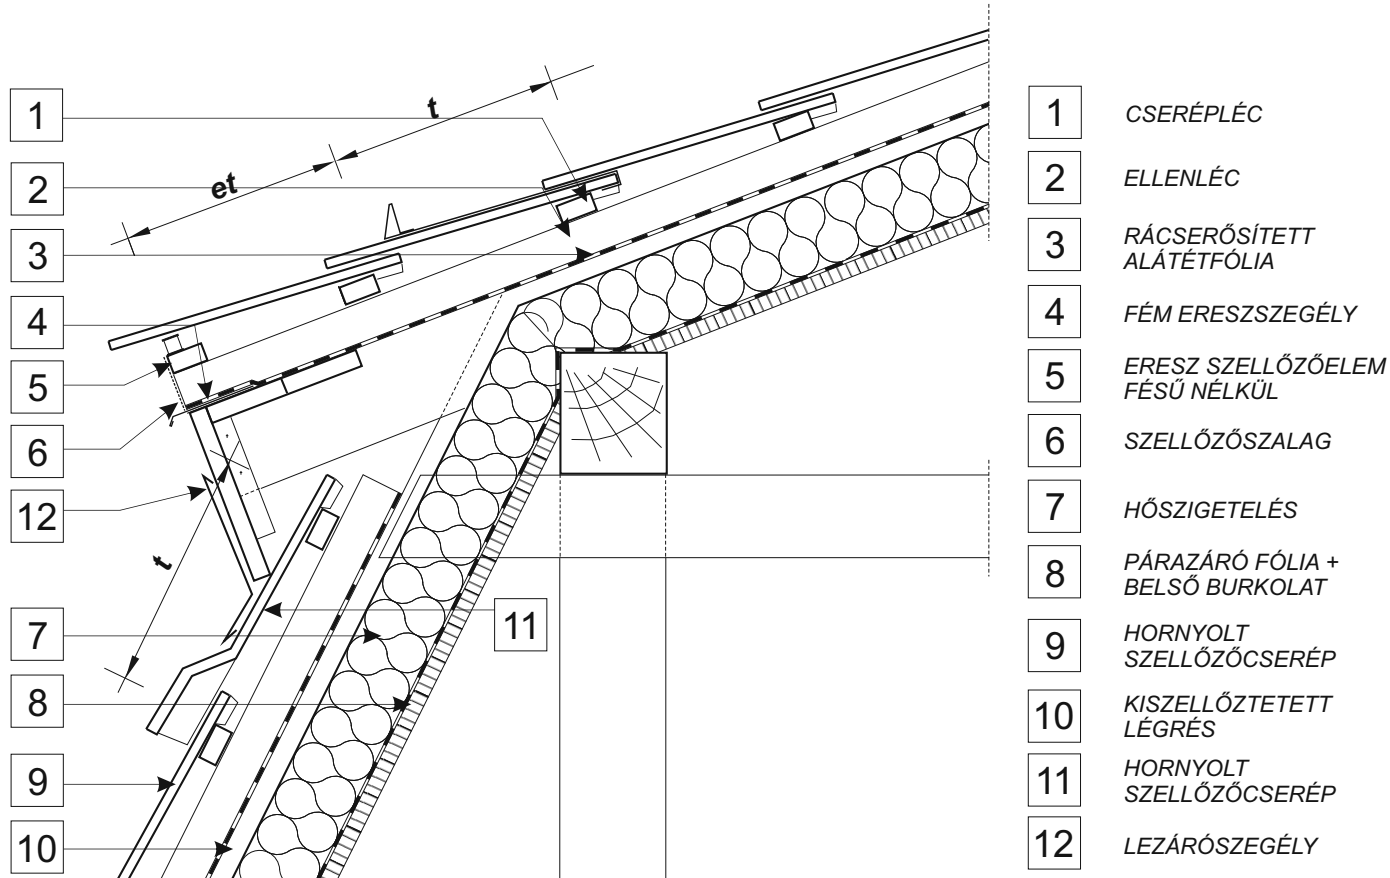 t
et
1
2
3
4
5
6
12
t
7
8
9
10
11
1 CSERÉPLÉC
2 ELLENLÉC
3 RÁCSERŐSÍTETT
ALÁTÉTFÓLIA
4 FÉM ERESZSZEGÉLY
5 ERESZ SZELLŐZŐELEM
FÉSŰ NÉLKÜL
6 SZELLŐZŐSZALAG
7 HŐSZIGETELÉS
8 PÁRAZÁRÓ FÓLIA +
BELSŐ BURKOLAT
9 HORNYOLT
SZELLŐZŐCSERÉP
10 KISZELLŐZTETETT
LÉGRÉS
11 HORNYOLT
SZELLŐZŐCSERÉP
12 LEZÁRÓSZEGÉLY